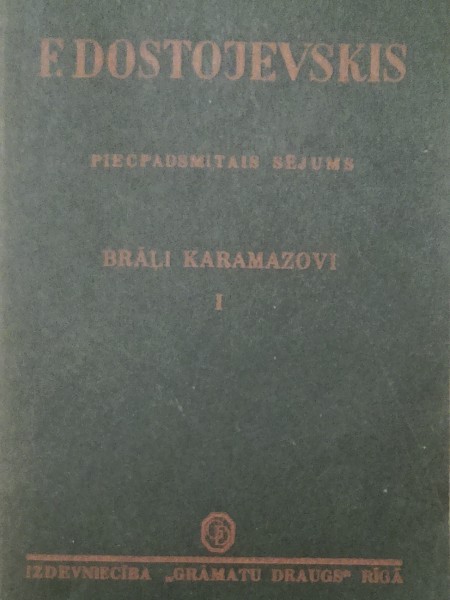 F. DOSTOJEVSKIS
PIECPADSMITAIS SĒJUMS
BRĀĻI KARAMAZOVI
I
IZDEVNIECĪBA „GRĀMATU DRAUGS“ RĪGĀ